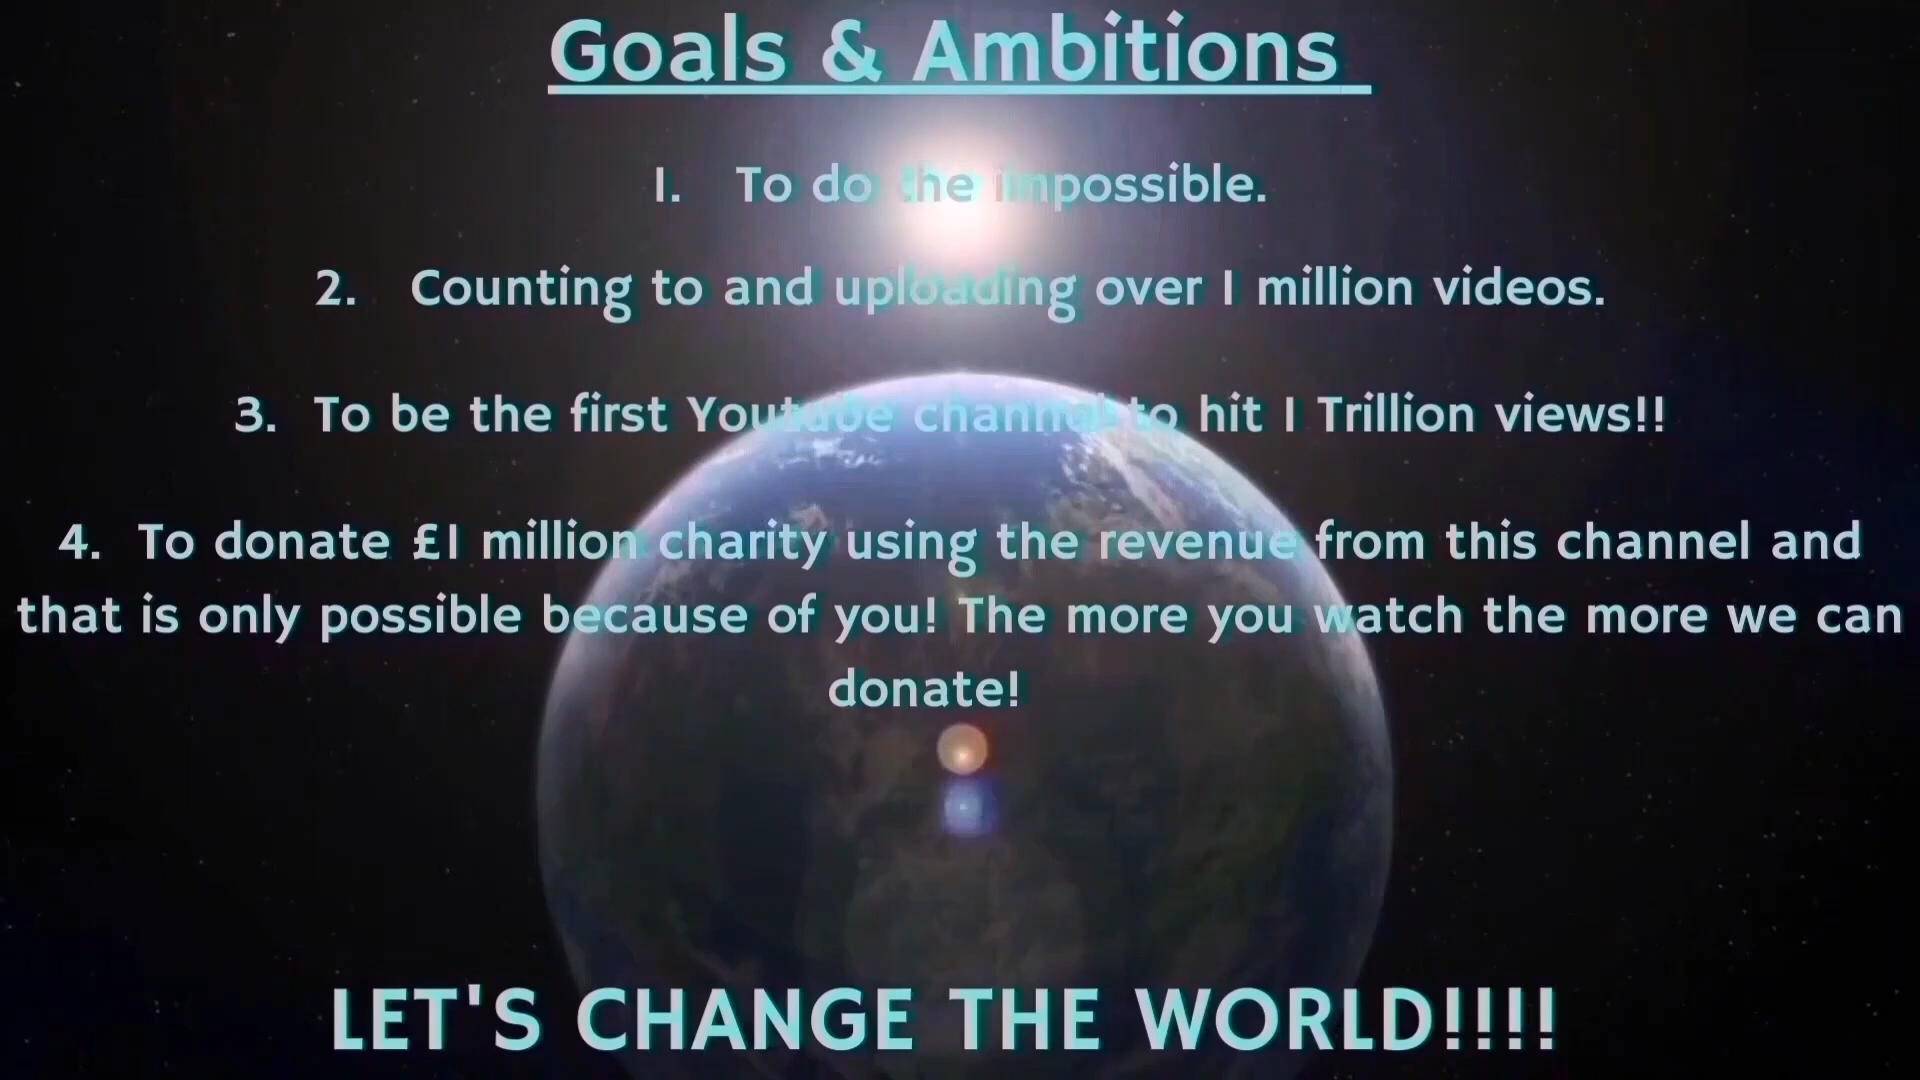 Goals & Ambitions
1. To do the impossible.
2. Counting to and uploading over 1 million videos.
3. To be the first Youtube channel to hit 1 Trillion views!!
4. To donate £1 million charity using the revenue from this channel and
that is only possible because of you! The more you watch the more we can
donate!
LET'S CHANGE THE WORLD!!!!